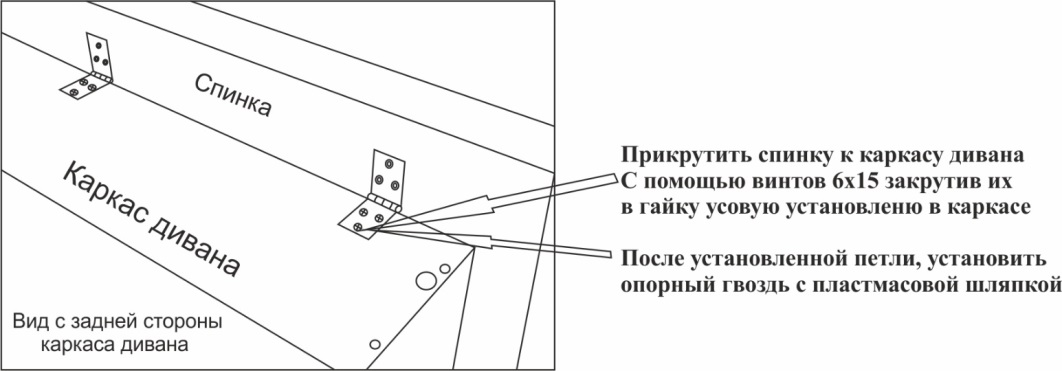 Спинка
Каркас дивана
Вид с задней стороны
каркаса дивана
Прикрутить спинку к каркасу дивана
С помощью винтов 6х15 закрутив их
в гайку усовую установленю в каркасе
После установленной петли, установить
опорный гвоздь с пластмасовой шляпкой